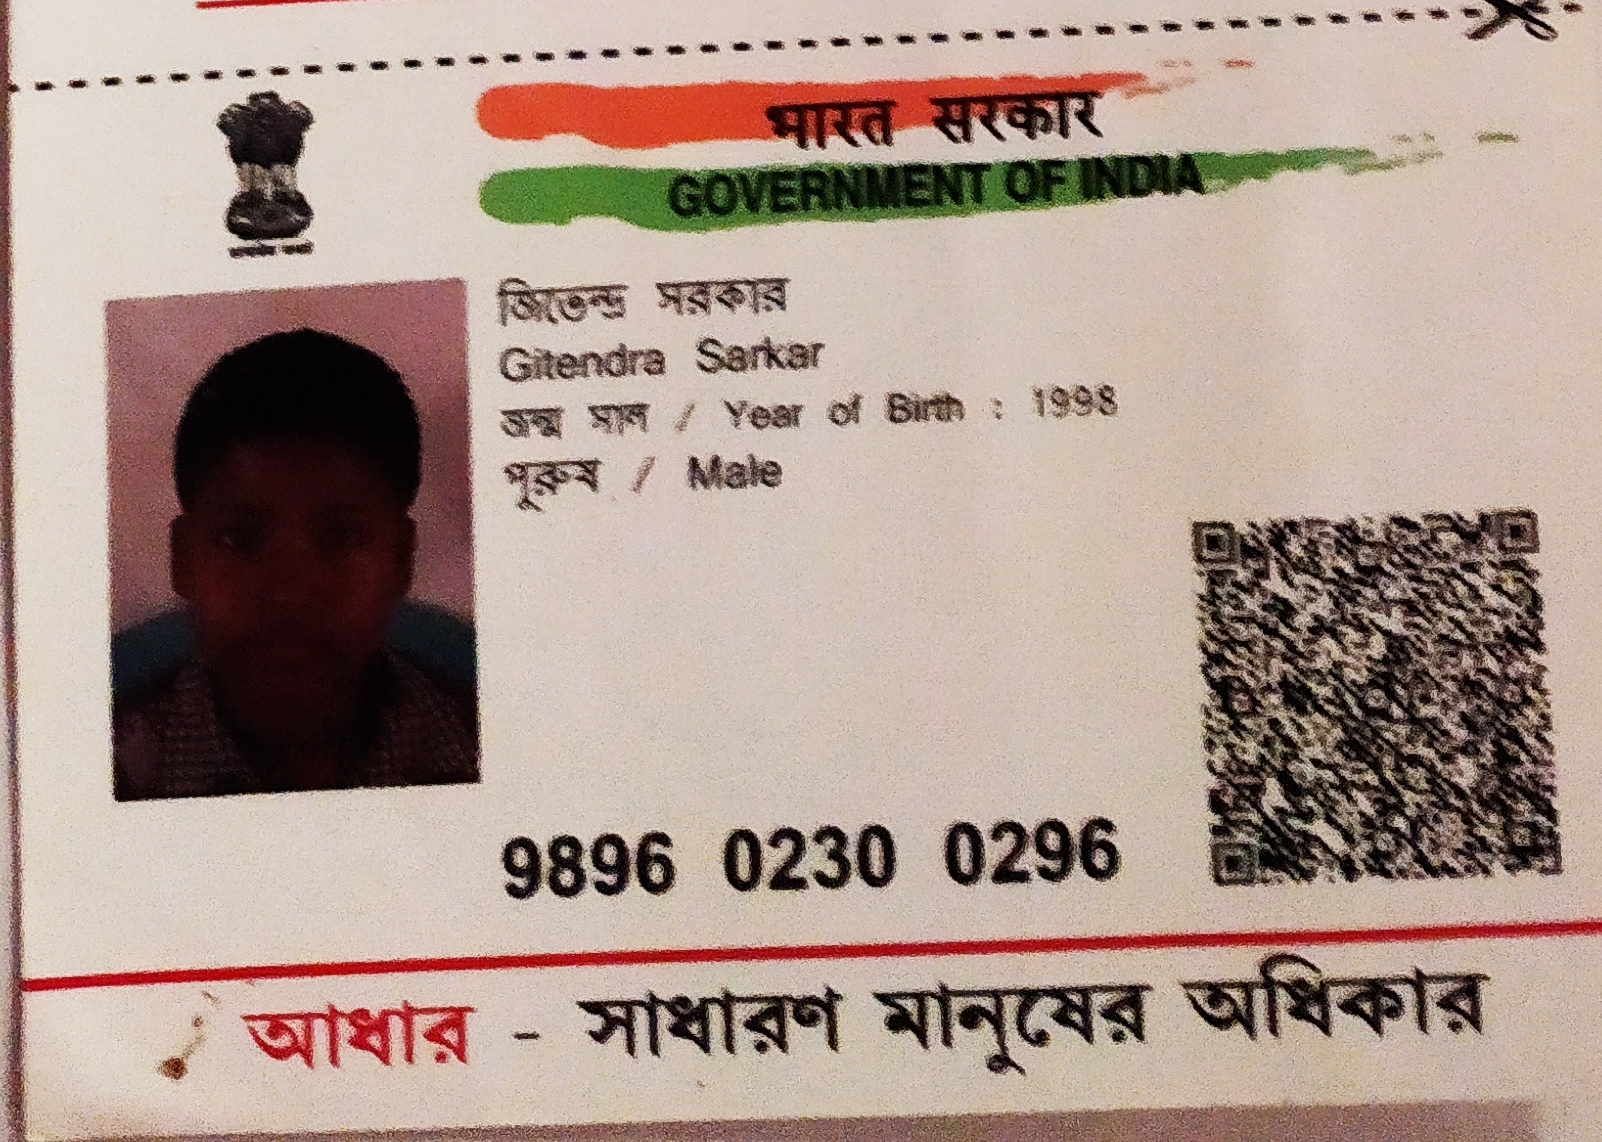 भारत सरकार
GOVERNMENT OF INDIA
জিতেন্দ্র সরকার
Gitendra Sarkar
জন্ম সাল / Year of Birth : 1998
পুরুষ / Male
9896 0230 0296
আধার - সাধারণ মানুষের অধিকার